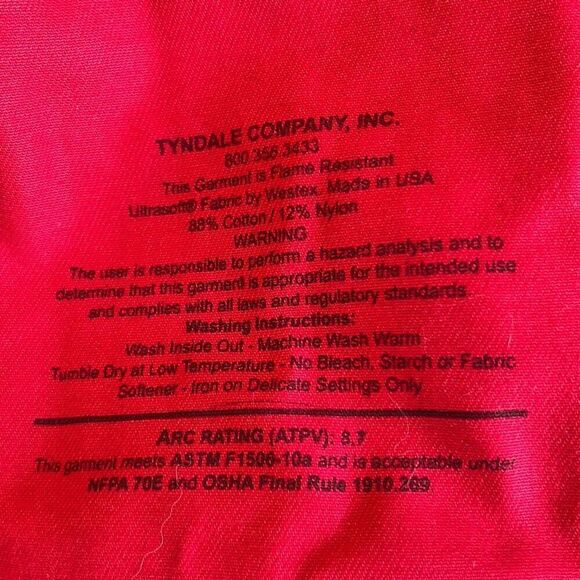 TYNDALE COMPANY, INC.
800 356 3433
This Garment is Flame Resistant
Ultrasoft® Fabric by Westex. Made in USA
88% Cotton / 12% Nylon
WARNING
The user is responsible to perform a hazard analysis and to
determine that this garment is appropriate for the intended use
and complies with all laws and regulatory standards
Washing Instructions:
Wash Inside Out - Machine Wash Warm
Tumble Dry at Low Temperature - No Bleach, Starch or Fabric
Softener - Iron on Delicate Settings Only
ARC RATING (ATPV): 8.7
This garment meets ASTM F1506-10a and is acceptable under
NFPA 70E and OSHA Final Rule 1910.269